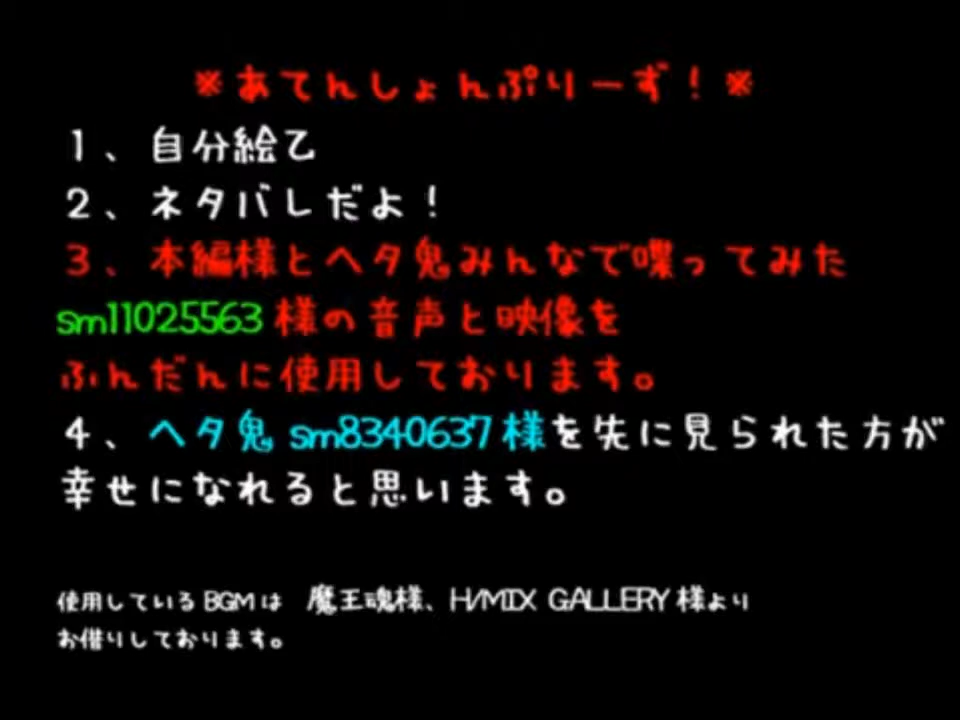 ※あてんしょんぷりーず！※
１、自分絵乙
２、ネタバレだよ！
３、本編様とヘタ鬼みんなで喋ってみた
sm11025563 様の音声と映像を
ふんだんに使用しております。
４、ヘタ鬼 sm8340637 様を先に見られた方が
幸せになれると思います。
使用しているBGMは　魔王魂様、H/MIX GALLERY 様より
お借りしております。